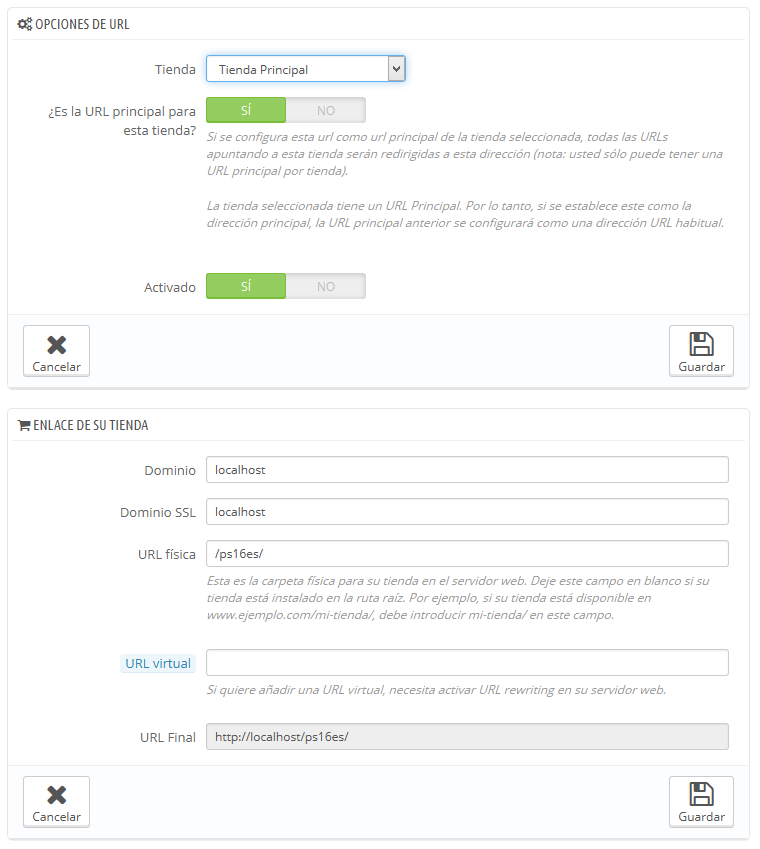 OPCIONES DE URL
Tienda
Tienda Principal
¿Es la URL principal para
esta tienda?
SÍ
NO
Si se configura esta url como url principal de la tienda seleccionada, todas las URLs
apuntando a esta tienda serán redirigidas a esta dirección (nota: usted sólo puede tener una
URL principal por tienda).
La tienda seleccionada tiene un URL Principal. Por lo tanto, si se establece este como la
dirección principal, la URL principal anterior se configurará como una dirección URL habitual.
Activado
SÍ
NO
Cancelar
Guardar
ENLACE DE SU TIENDA
Dominio
localhost
Dominio SSL
localhost
URL física
/ps16es/
Esta es la carpeta física para su tienda en el servidor web. Deje este campo en blanco si su
tienda está instalado en la ruta raíz. Por ejemplo, si su tienda está disponible en
www.ejemplo.com/mi-tienda/, debe introducir mi-tienda/ en este campo.
URL virtual
Si quiere añadir una URL virtual, necesita activar URL rewriting en su servidor web.
URL Final
http://localhost/ps16es/
Cancelar
Guardar